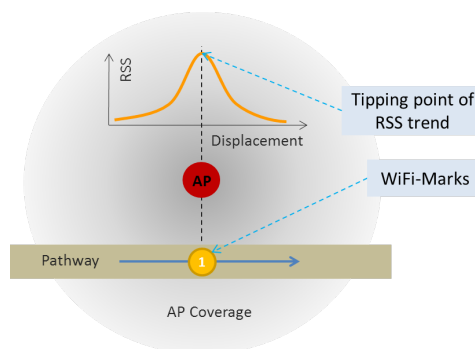 RSS
Tipping point of
RSS trend
Displacement
AP
WiFi-Marks
Pathway
1
AP Coverage